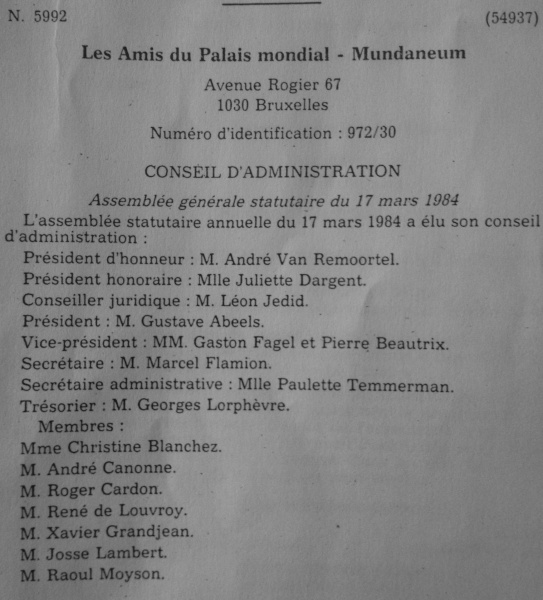 N. 5992 (54937)
Les Amis du Palais mondial - Mundaneum
Avenue Rogier 67
1030 Bruxelles
Numéro d'identification : 972/30
CONSEIL D'ADMINISTRATION
Assemblée générale statutaire du 17 mars 1984
L'assemblée statutaire annuelle du 17 mars 1984 a élu son conseil
d'administration :
Président d'honneur : M. André Van Remoortel.
Président honoraire : Mlle Juliette Dargent.
Conseiller juridique : M. Léon Jedid.
Président : M. Gustave Abeels.
Vice-président : MM. Gaston Fagel et Pierre Beautrix.
Secrétaire : M. Marcel Flamion.
Secrétaire administrative : Mlle Paulette Temmerman.
Trésorier : M. Georges Lorphèvre.
Membres :
Mme Christine Blanchez.
M. André Canonne.
M. Roger Cardon.
M. René de Louvroy.
M. Xavier Grandjean.
M. Josse Lambert.
M. Raoul Moyson.